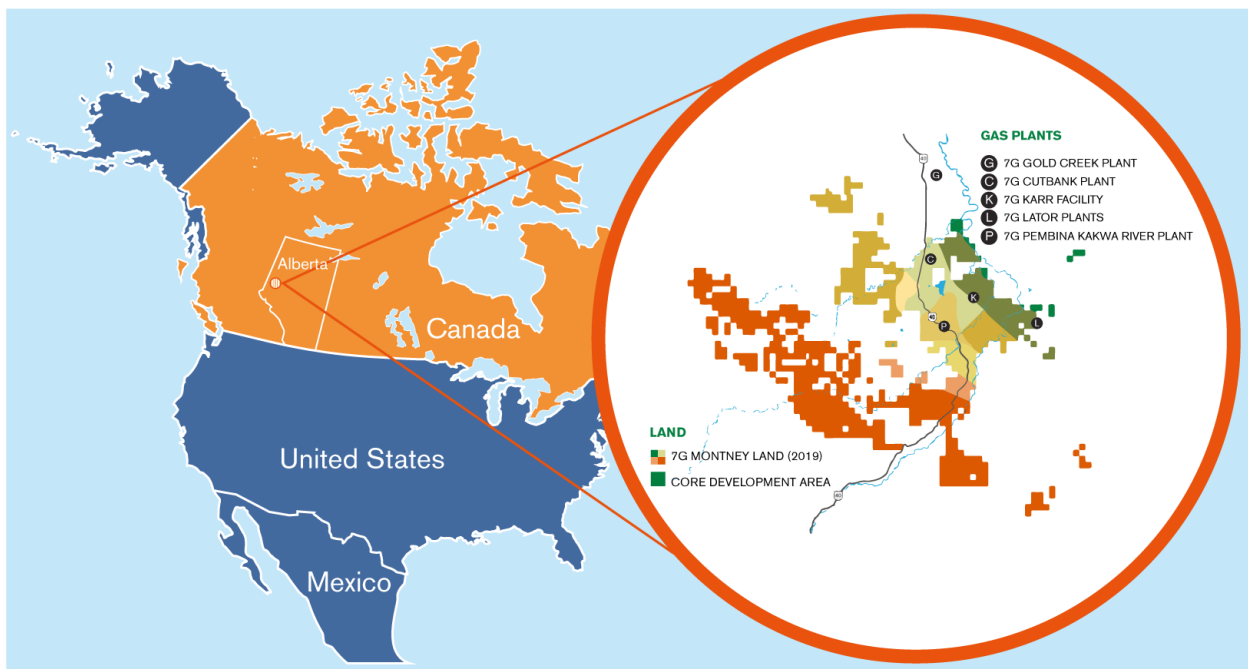 Alberta
Canada
United States
Mexico
GAS PLANTS
G 7G GOLD CREEK PLANT
C 7G CUTBANK PLANT
K 7G KARR FACILITY
L 7G LATOR PLANTS
P 7G PEMBINA KAKWA RIVER PLANT
G
C
K
40
P
L
LAND
7G MONTNEY LAND (2019)
CORE DEVELOPMENT AREA
40